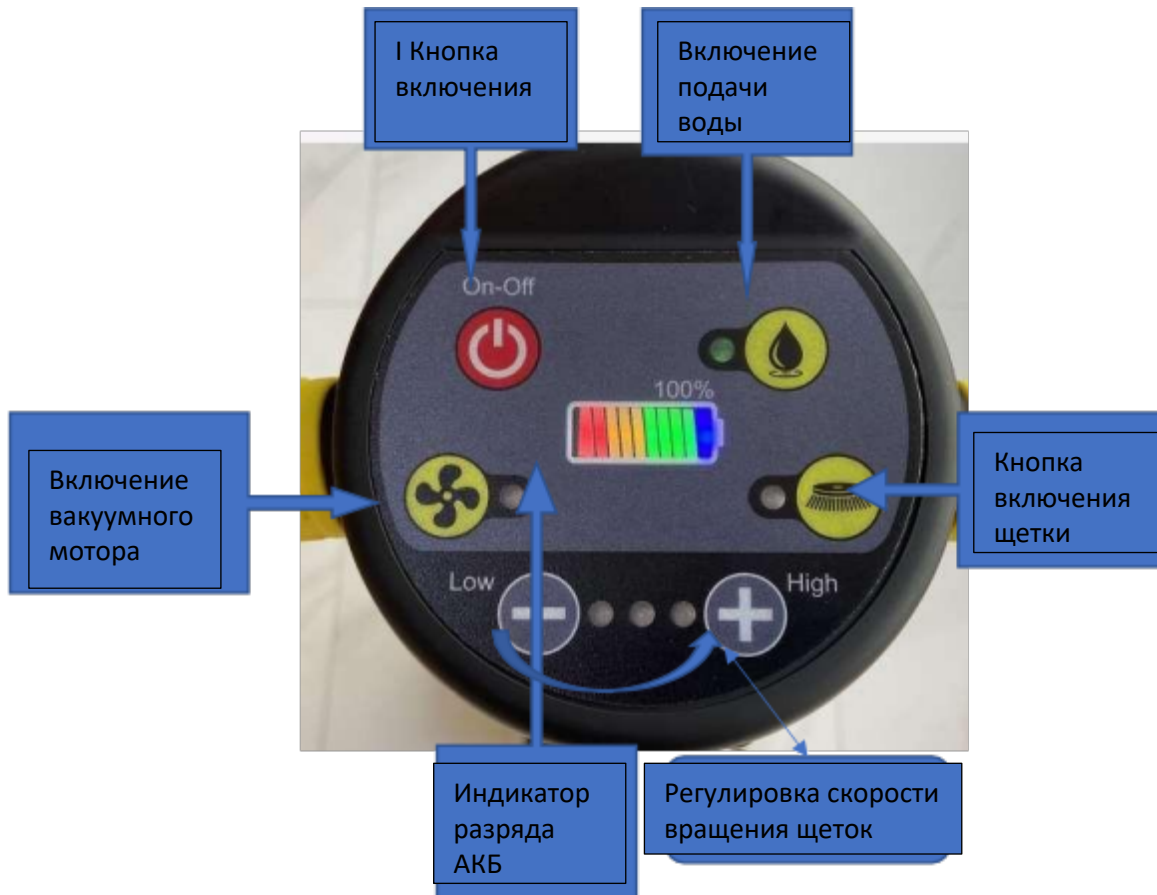 I Кнопка
включения
Включение
подачи
воды
On-Off
100%
Включение
вакуумного
мотора
Кнопка
включения
щетки
Low
High
Индикатор
разряда
АКБ
Регулировка скорости
вращения щеток